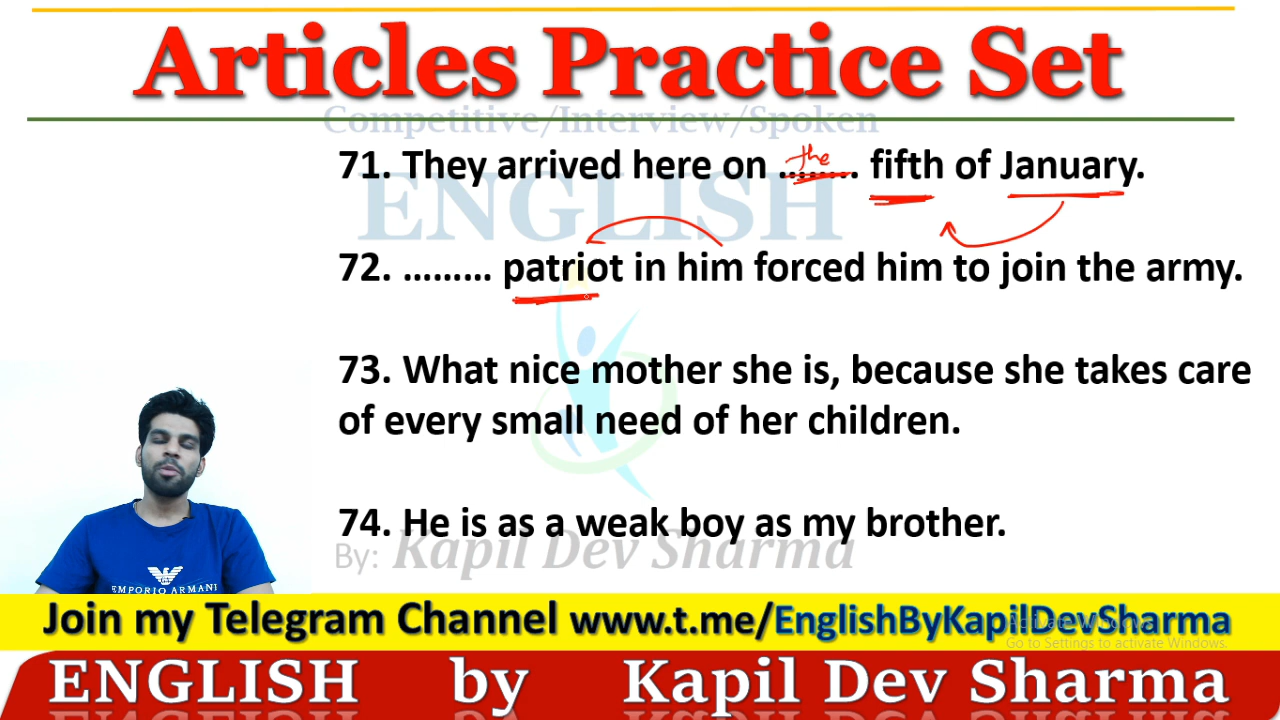 Articles Practice Set
Competitive/Interview/Spoken
ENGLISH
71. They arrived here on ......... fifth of January.
the
72. ......... patriot in him forced him to join the army.
73. What nice mother she is, because she takes care
of every small need of her children.
74. He is as a weak boy as my brother.
By: Kapil Dev Sharma
EMPORIO ARMANI
Join my Telegram Channel www.t.me/EnglishByKapilDevSharma
Activate Windows
Go to Settings to activate Windows.
ENGLISH by Kapil Dev Sharma